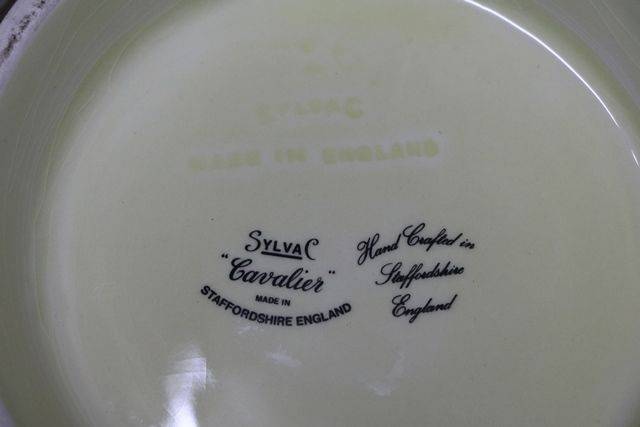 SYLVAC
MADE IN ENGLAND
SYLVAC
"Cavalier"
MADE IN
STAFFORDSHIRE ENGLAND
Hand Crafted in
Staffordshire
England